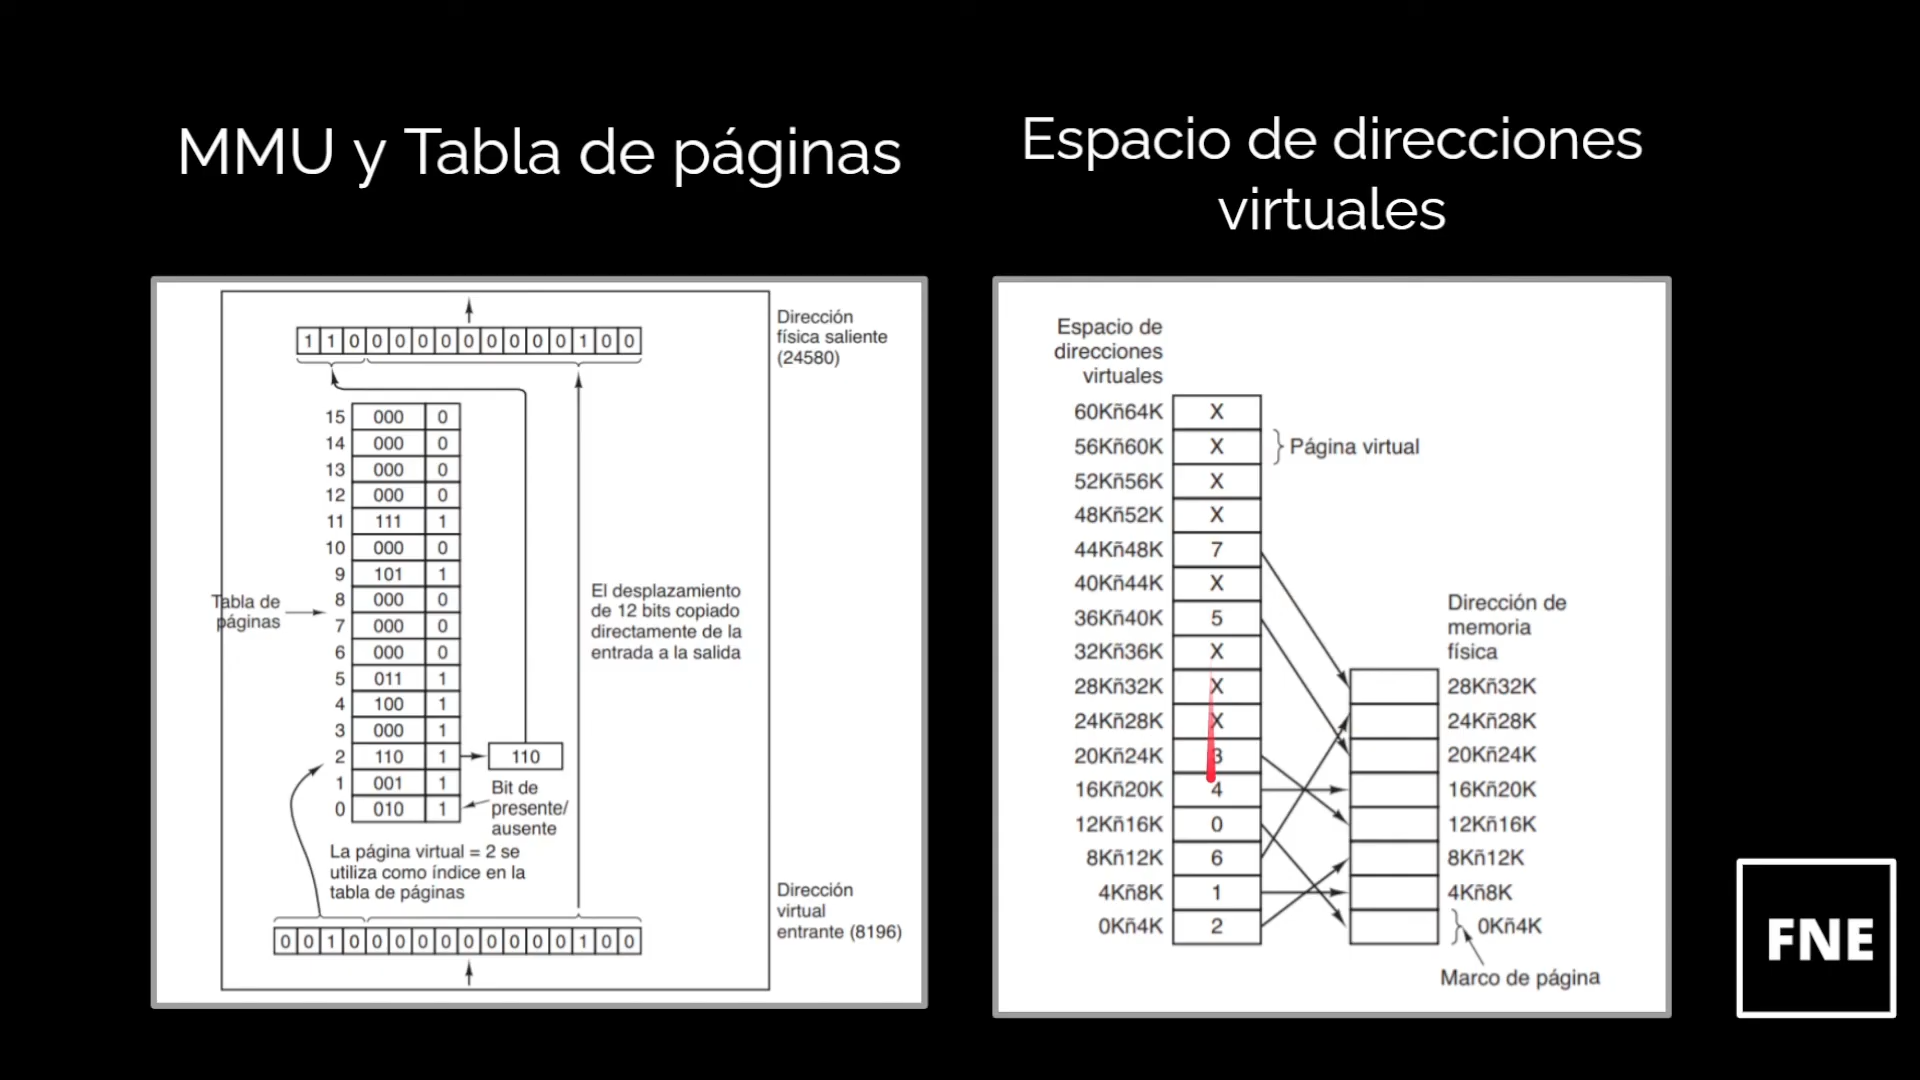 MMU y Tabla de páginas
1 1 0 0 0 0 0 0 0 0 0 0 1 0 0
Dirección
física saliente
(24580)
15 000 0
14 000 0
13 000 0
12 000 0
11 111 1
10 000 0
9 101 1
8 000 0
7 000 0
6 000 0
5 011 1
4 100 1
3 000 1
2 110 1
1 001 1
0 010 1
Tabla de
páginas
110
Bit de
presente/
ausente
El desplazamiento
de 12 bits copiado
directamente de la
entrada a la salida
La página virtual = 2 se
utiliza como índice en la
tabla de páginas
0 0 1 0 0 0 0 0 0 0 0 0 0 1 0 0
Dirección
virtual
entrante (8196)
Espacio de direcciones
virtuales
Espacio de
direcciones
virtuales
60Kñ64K X
56Kñ60K X
Página virtual
52Kñ56K X
48Kñ52K X
44Kñ48K 7
40Kñ44K X
36Kñ40K 5
32Kñ36K X
28Kñ32K X
24Kñ28K X
20Kñ24K 3
16Kñ20K 4
12Kñ16K 0
8Kñ12K 6
4Kñ8K 1
0Kñ4K 2
Dirección de
memoria
física
28Kñ32K
24Kñ28K
20Kñ24K
16Kñ20K
12Kñ16K
8Kñ12K
4Kñ8K
0Kñ4K
Marco de página
FNE